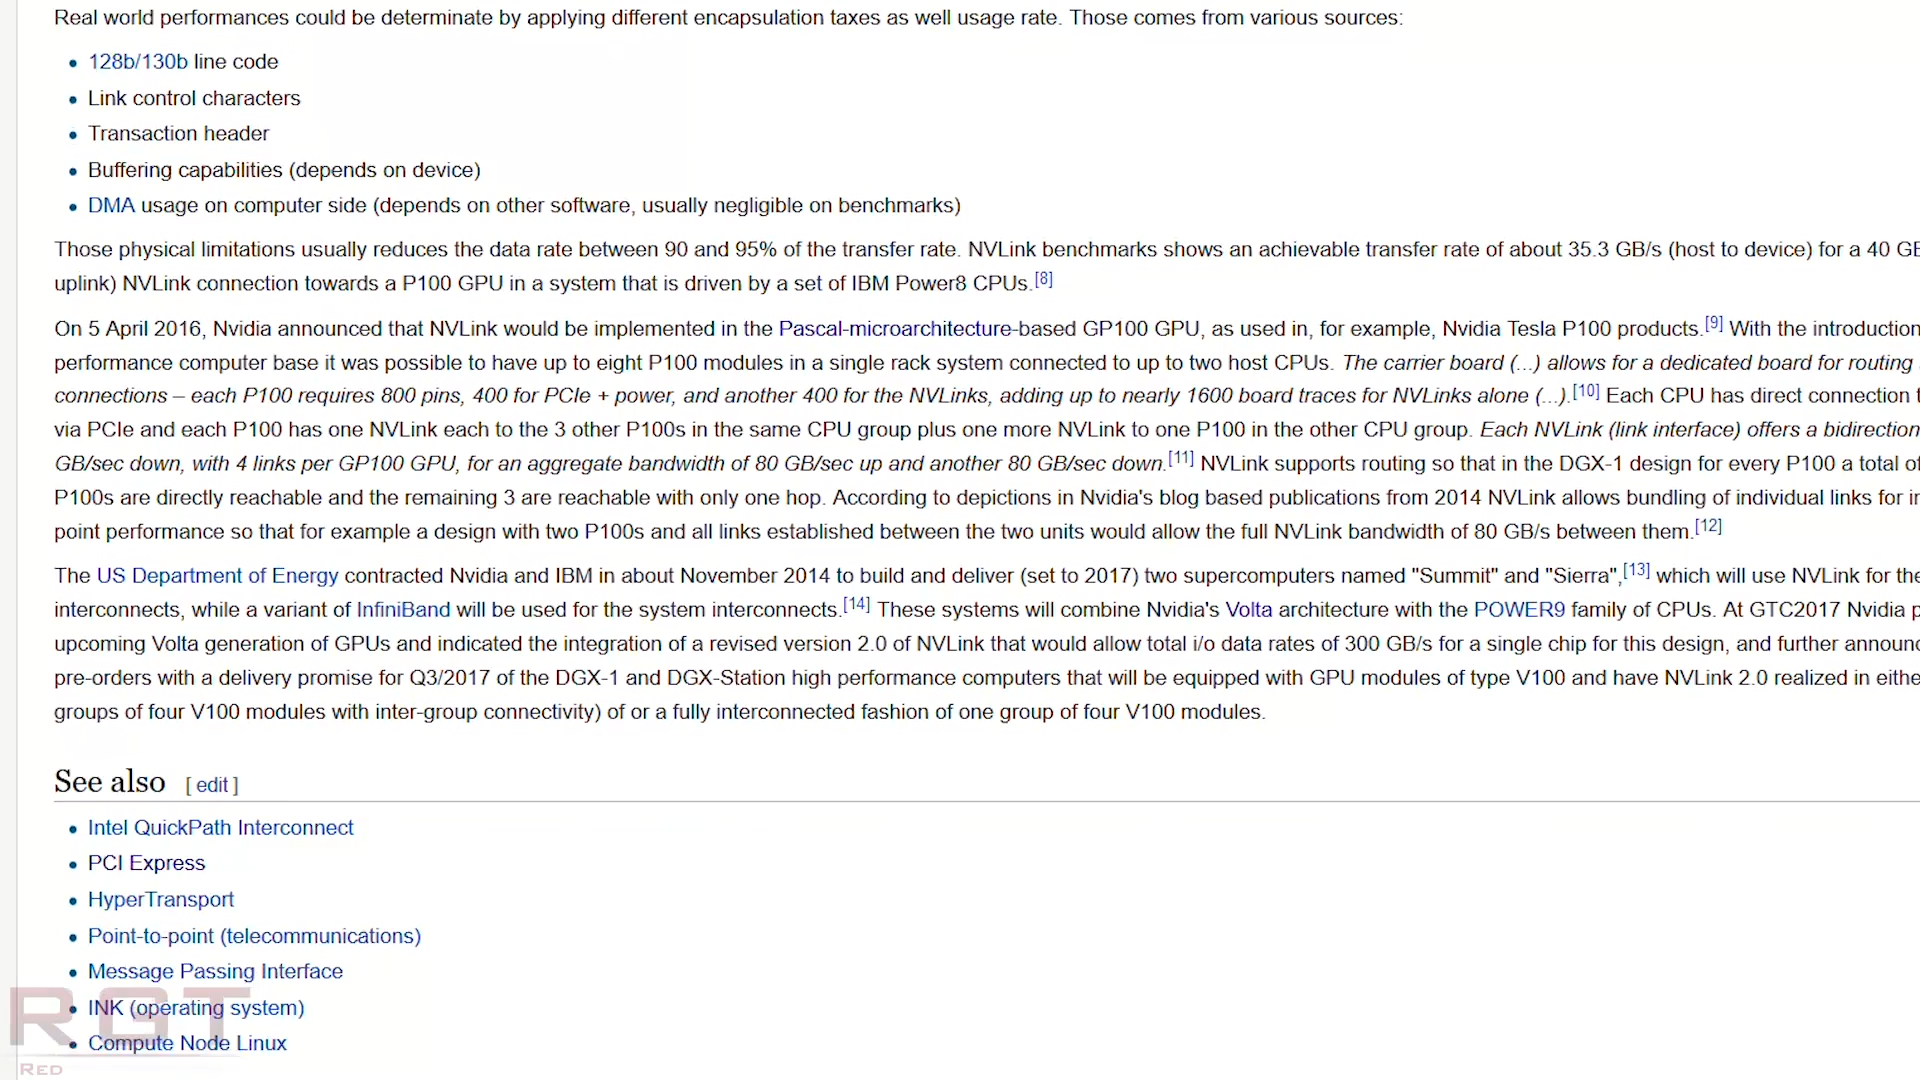 Real world performances could be determinate by applying different encapsulation taxes as well usage rate. Those comes from various sources:
128b/130b line code
Link control characters
Transaction header
Buffering capabilities (depends on device)
DMA usage on computer side (depends on other software, usually negligible on benchmarks)
Those physical limitations usually reduces the data rate between 90 and 95% of the transfer rate. NVLink benchmarks shows an achievable transfer rate of about 35.3 GB/s (host to device) for a 40 GB
uplink) NVLink connection towards a P100 GPU in a system that is driven by a set of IBM Power8 CPUs.[8]
On 5 April 2016, Nvidia announced that NVLink would be implemented in the Pascal-microarchitecture-based GP100 GPU, as used in, for example, Nvidia Tesla P100 products.[9] With the introduction
performance computer base it was possible to have up to eight P100 modules in a single rack system connected to up to two host CPUs. The carrier board (...) allows for a dedicated board for routing
connections – each P100 requires 800 pins, 400 for PCIe + power, and another 400 for the NVLinks, adding up to nearly 1600 board traces for NVLinks alone (...).[10] Each CPU has direct connection
via PCIe and each P100 has one NVLink each to the 3 other P100s in the same CPU group plus one more NVLink to one P100 in the other CPU group. Each NVLink (link interface) offers a bidirection
GB/sec down, with 4 links per GP100 GPU, for an aggregate bandwidth of 80 GB/sec up and another 80 GB/sec down.[11] NVLink supports routing so that in the DGX-1 design for every P100 a total of
P100s are directly reachable and the remaining 3 are reachable with only one hop. According to depictions in Nvidia's blog based publications from 2014 NVLink allows bundling of individual links for
point performance so that for example a design with two P100s and all links established between the two units would allow the full NVLink bandwidth of 80 GB/s between them.[12]
The US Department of Energy contracted Nvidia and IBM in about November 2014 to build and deliver (set to 2017) two supercomputers named "Summit" and "Sierra",[13] which will use NVLink for the
interconnects, while a variant of InfiniBand will be used for the system interconnects.[14] These systems will combine Nvidia's Volta architecture with the POWER9 family of CPUs. At GTC2017 Nvidia
upcoming Volta generation of GPUs and indicated the integration of a revised version 2.0 of NVLink that would allow total i/o data rates of 300 GB/s for a single chip for this design, and further announc
pre-orders with a delivery promise for Q3/2017 of the DGX-1 and DGX-Station high performance computers that will be equipped with GPU modules of type V100 and have NVLink 2.0 realized in eithe
groups of four V100 modules with inter-group connectivity) of or a fully interconnected fashion of one group of four V100 modules.
See also [ edit ]
Intel QuickPath Interconnect
PCI Express
HyperTransport
Point-to-point (telecommunications)
Message Passing Interface
INK (operating system)
Compute Node Linux
RGT
RED